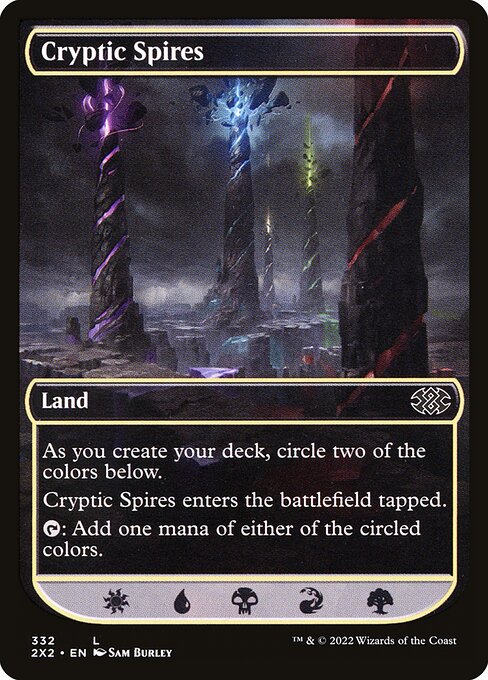 Cryptic Spires
Land
As you create your deck, circle two of the
colors below.
Cryptic Spires enters the battlefield tapped.
: Add one mana of either of the circled
colors.
332 L
2X2 • EN SAM BURLEY
™ & © 2022 Wizards of the Coast